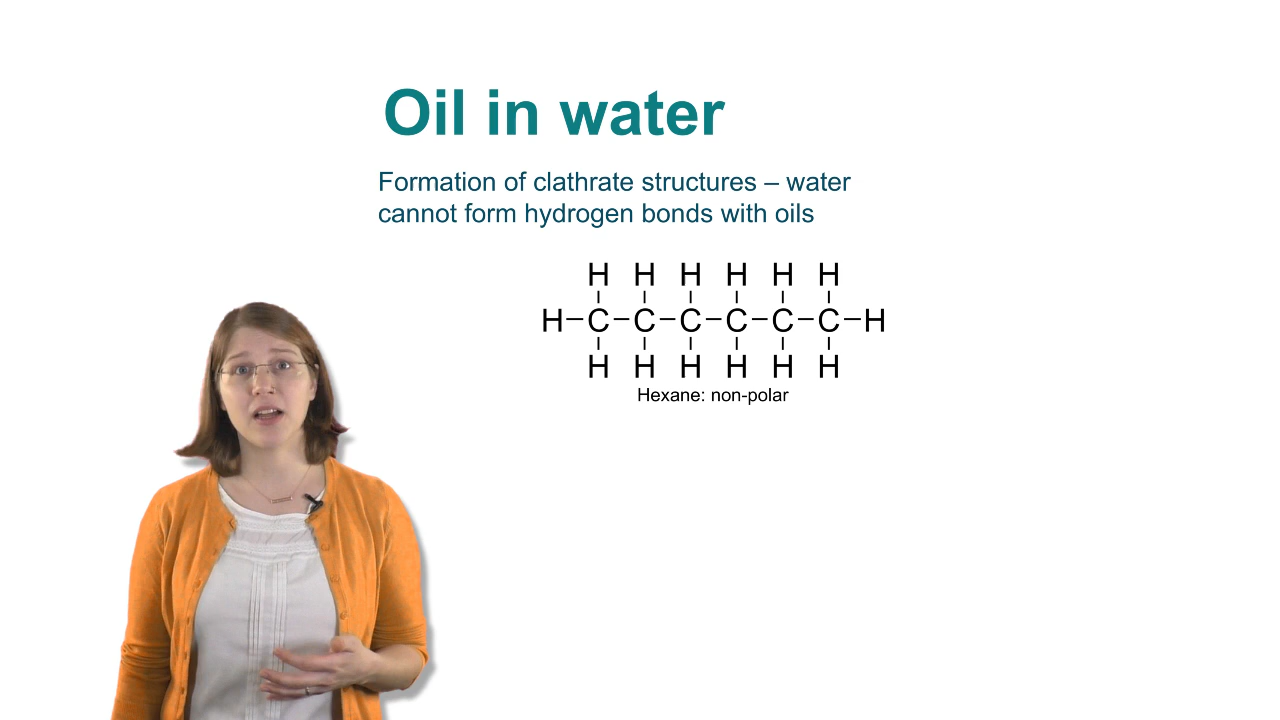 Oil in water
Formation of clathrate structures – water
cannot form hydrogen bonds with oils
H H H H H H
H–C–C–C–C–C–C–H
H H H H H H
Hexane: non-polar